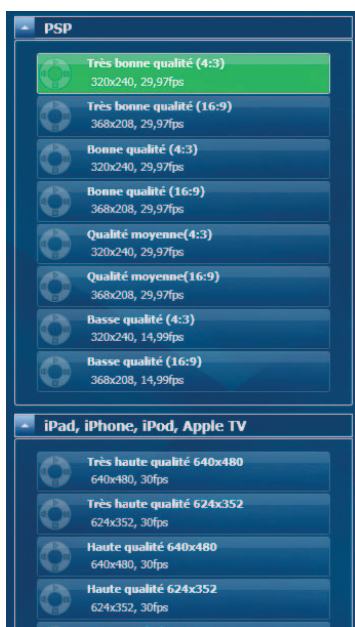 PSP
Très bonne qualité (4:3)
320x240, 29,97fps
Très bonne qualité (16:9)
368x208, 29,97fps
Bonne qualité (4:3)
320x240, 29,97fps
Bonne qualité (16:9)
368x208, 29,97fps
Qualité moyenne(4:3)
320x240, 29,97fps
Qualité moyenne(16:9)
368x208, 29,97fps
Basse qualité (4:3)
320x240, 14,99fps
Basse qualité (16:9)
368x208, 14,99fps
iPad, iPhone, iPod, Apple TV
Très haute qualité 640x480
640x480, 30fps
Très haute qualité 624x352
624x352, 30fps
Haute qualité 640x480
640x480, 30fps
Haute qualité 624x352
624x352, 30fps